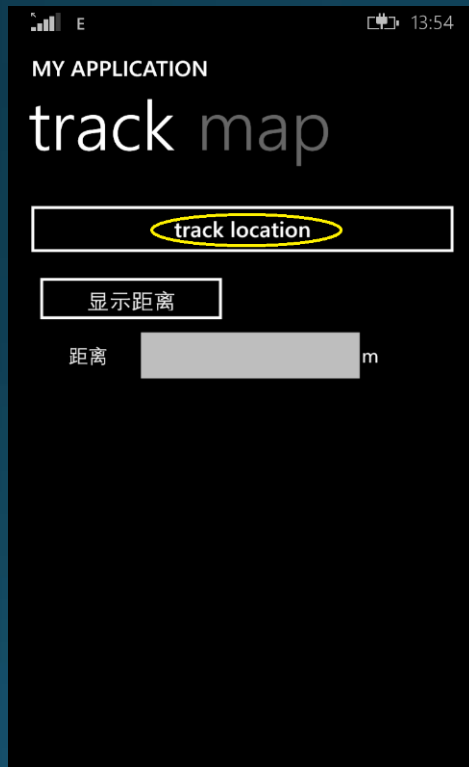 E 13:54
MY APPLICATION
track map
track location
显示距离
距离 m